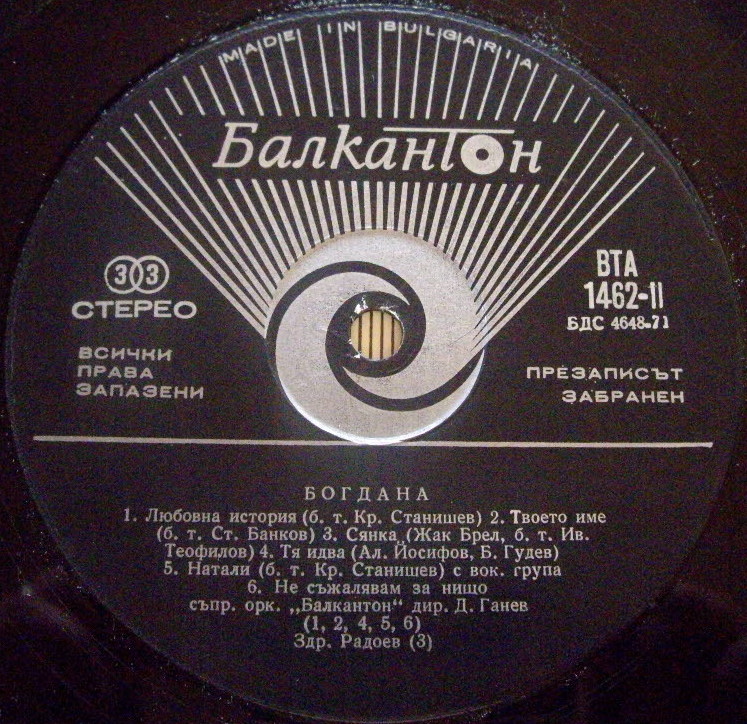 MADE IN BULGARIA
Балкантон
33
СТЕРЕО
ВСИЧКИ
ПРАВА
ЗАПАЗЕНИ
ВТА
1462-II
БДС 4648-71
ПРЕЗАПИСЪТ
ЗАБРАНЕН
БОГДАНА
1. Любовна история (б. т. Кр. Станишев) 2. Твоето име
(б. т. Ст. Банков) 3. Сянка (Жак Брел, б. т. Ив.
Теофилов) 4. Тя идва (Ал. Йосифов, Б. Гудев)
5. Натали (б. т. Кр. Станишев) с вок. група
6. Не съжалявам за нищо
съпр. орк. „Балкантон“ дир. Д. Ганев
(1, 2, 4, 5, 6)
Здр. Радоев (3)